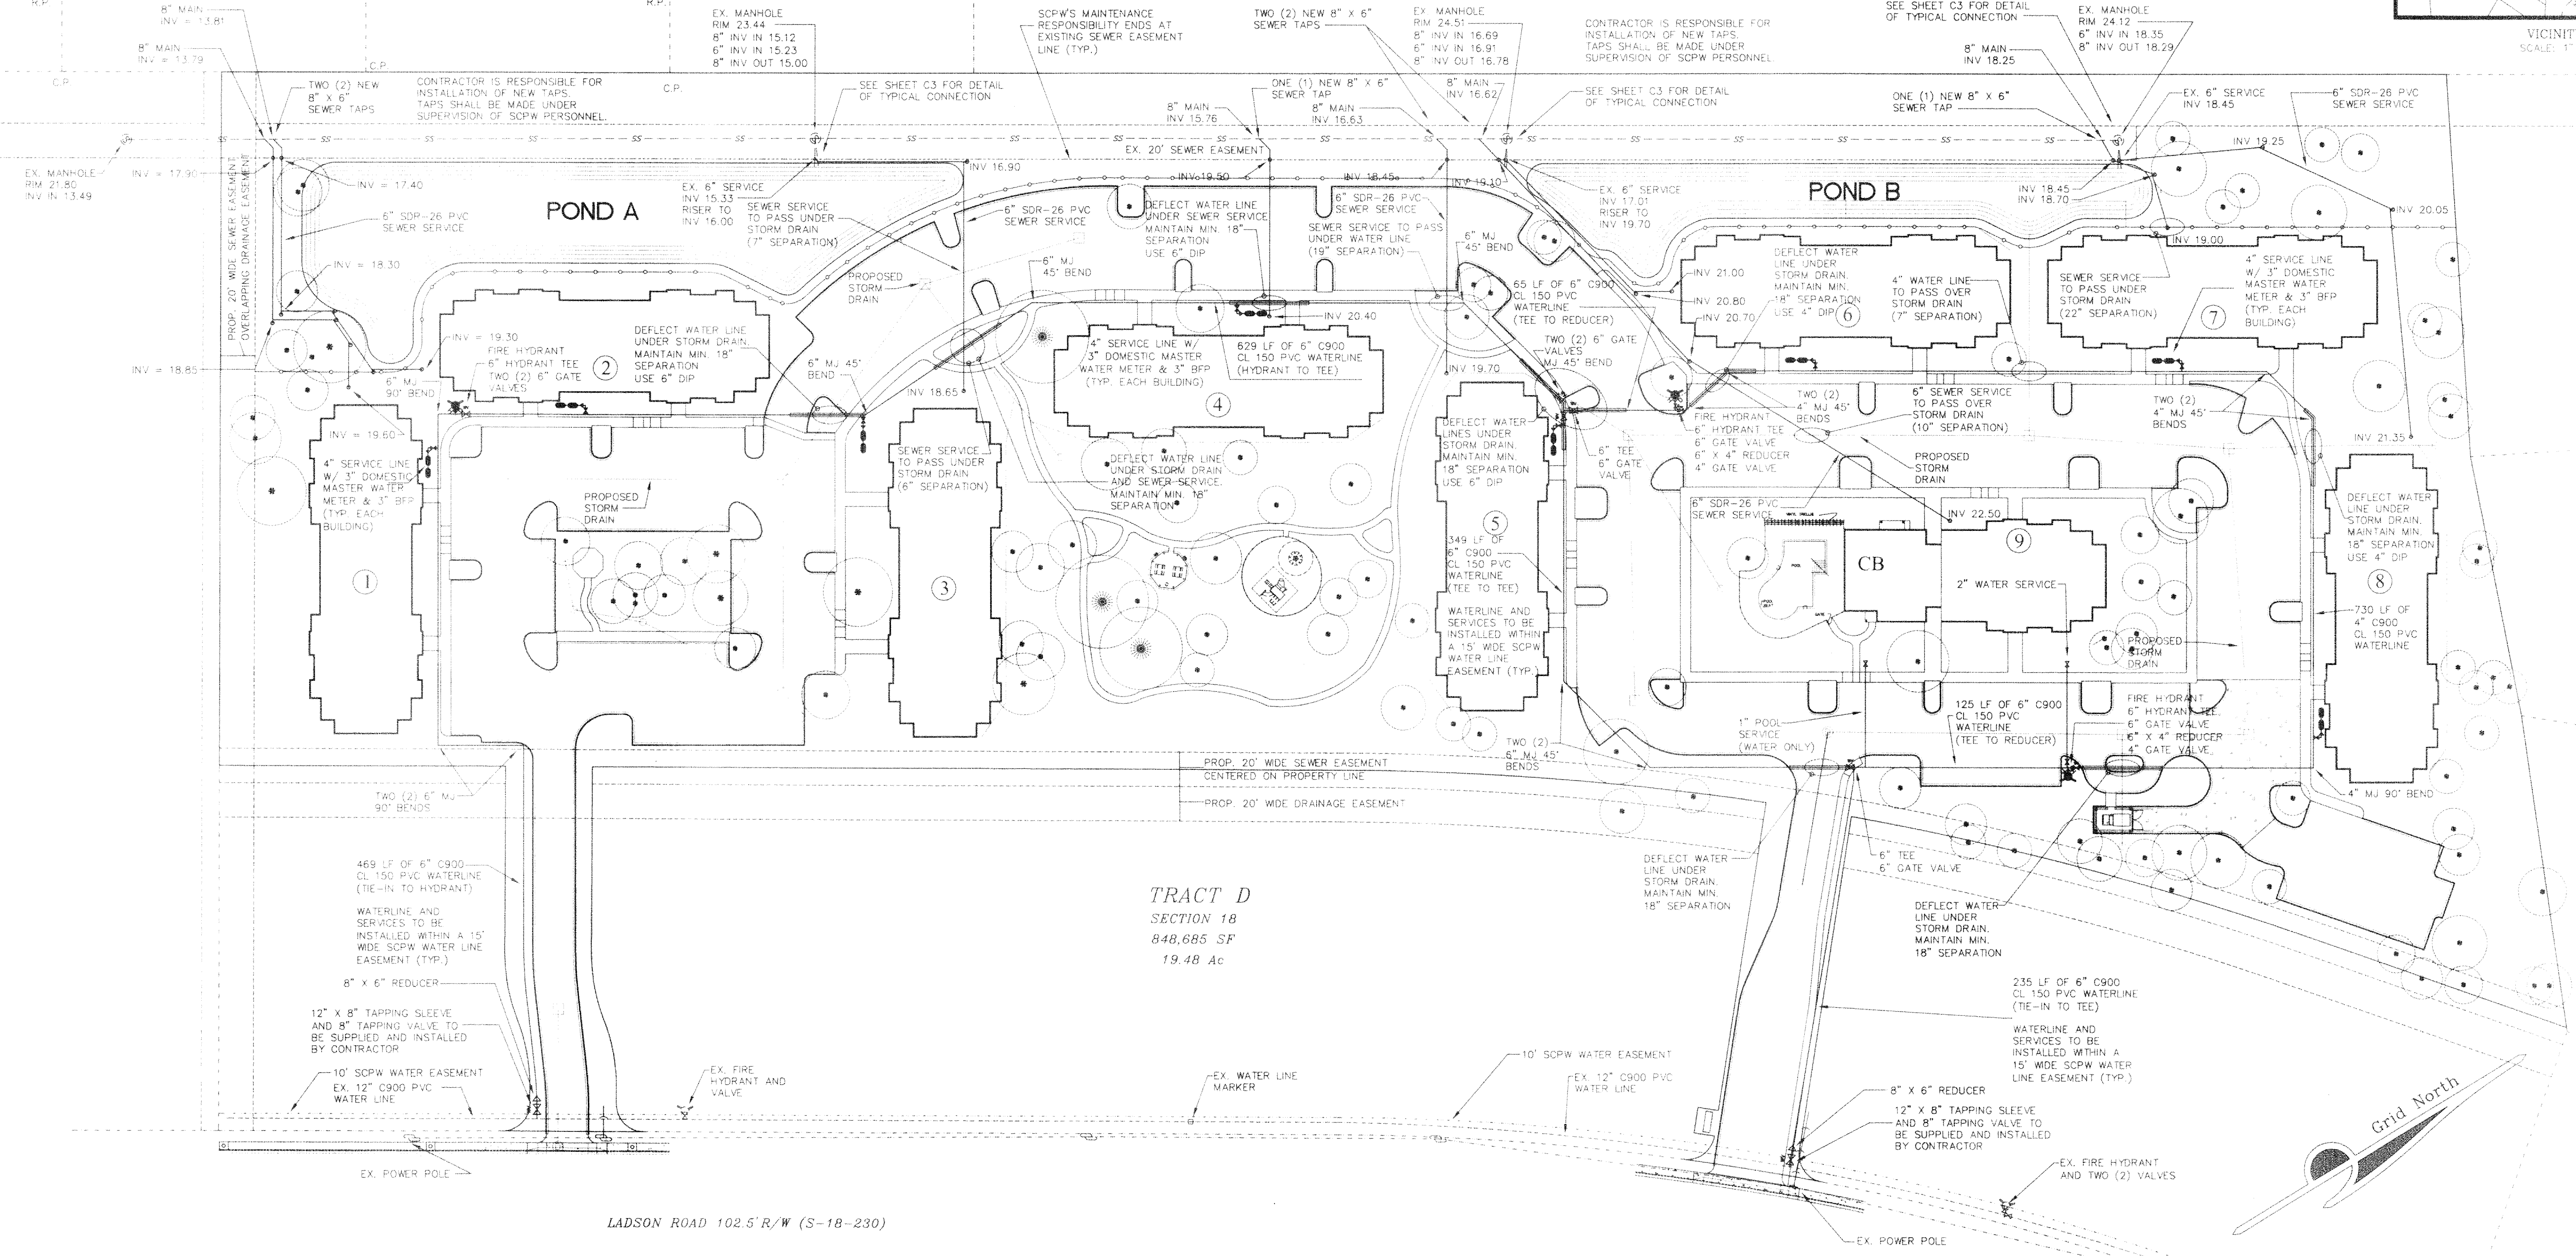 R.P.
8" MAIN
INV = 13.81
8" MAIN
INV = 13.79
C.P.
C.P.
R.P.
C.P.
TWO (2) NEW
8" X 6"
SEWER TAPS
CONTRACTOR IS RESPONSIBLE FOR
INSTALLATION OF NEW TAPS.
TAPS SHALL BE MADE UNDER
SUPERVISION OF SCPW PERSONNEL.
EX. MANHOLE
RIM 23.44
8" INV IN 15.12
6" INV IN 15.23
8" INV OUT 15.00
SEE SHEET C3 FOR DETAIL
OF TYPICAL CONNECTION
SCPW'S MAINTENANCE
RESPONSIBILITY ENDS AT
EXISTING SEWER EASEMENT
LINE (TYP.)
TWO (2) NEW 8" X 6"
SEWER TAPS
ONE (1) NEW 8" X 6"
SEWER TAP
8" MAIN
INV 15.76
8" MAIN
INV 16.63
EX MANHOLE
RIM 24.51
8" INV IN 16.69
6" INV IN 16.91
8" INV OUT 16.78
8" MAIN
INV 16.62
CONTRACTOR IS RESPONSIBLE FOR
INSTALLATION OF NEW TAPS.
TAPS SHALL BE MADE UNDER
SUPERVISION OF SCPW PERSONNEL.
SEE SHEET C3 FOR DETAIL
OF TYPICAL CONNECTION
SEE SHEET C3 FOR DETAIL
OF TYPICAL CONNECTION
8" MAIN
INV 18.25
ONE (1) NEW 8" X 6"
SEWER TAP
EX. MANHOLE
RIM 24.12
6" INV IN 18.35
8" INV OUT 18.29
EX. 6" SERVICE
INV 18.45
6" SDR-26 PVC
SEWER SERVICE
VICINIT
SCALE: 1"
EX. MANHOLE
RIM 21.80
INV IN 13.49
INV = 17.90
INV = 17.40
PROP. 20' WIDE SEWER EASEMENT
OVERLAPPING DRAINAGE EASEMENT
6" SDR-26 PVC
SEWER SERVICE
INV = 18.30
INV = 18.85
POND A
EX. 6" SERVICE
INV 15.33
RISER TO
INV 16.00
SEWER SERVICE
TO PASS UNDER
STORM DRAIN
(7" SEPARATION)
INV 16.90
EX. 20' SEWER EASEMENT
6" SDR-26 PVC
SEWER SERVICE
DEFLECT WATER LINE
UNDER SEWER SERVICE
MAINTAIN MIN. 18"
SEPARATION
USE 6" DIP
INV 19.50
INV 18.45
INV 19.10
6" SDR-26 PVC
SEWER SERVICE
SEWER SERVICE TO PASS
UNDER WATER LINE
(19" SEPARATION)
6" MJ
45° BEND
6" MJ
45° BEND
EX. 6" SERVICE
INV 17.01
RISER TO
INV 19.70
POND B
INV 18.45
INV 18.70
INV 19.25
INV 20.05
INV 19.00
INV = 19.30
FIRE HYDRANT
6" HYDRANT TEE
TWO (2) 6" GATE
VALVES
6" MJ
90° BEND
2
DEFLECT WATER LINE
UNDER STORM DRAIN.
MAINTAIN MIN. 18"
SEPARATION
USE 6" DIP
PROPOSED
STORM
DRAIN
6" MJ 45°
BEND
INV 18.65
4" SERVICE LINE W/
3" DOMESTIC MASTER
WATER METER & 3" BFP
(TYP. EACH BUILDING)
629 LF OF 6" C900
CL 150 PVC WATERLINE
(HYDRANT TO TEE)
INV 20.40
4
65 LF OF 6" C900
CL 150 PVC
WATERLINE
(TEE TO REDUCER)
TWO (2) 6" GATE
VALVES
MJ 45° BEND
INV 19.70
INV 21.00
INV 20.80
INV 20.70
DEFLECT WATER
LINE UNDER
STORM DRAIN.
MAINTAIN MIN.
18" SEPARATION
USE 4" DIP
6
4" WATER LINE
TO PASS OVER
STORM DRAIN
(7" SEPARATION)
SEWER SERVICE
TO PASS UNDER
STORM DRAIN
(22" SEPARATION)
7
4" SERVICE LINE
W/ 3" DOMESTIC
MASTER WATER
METER & 3" BFP
(TYP. EACH
BUILDING)
INV = 19.60
4" SERVICE LINE
W/ 3" DOMESTIC
MASTER WATER
METER & 3" BFP
(TYP. EACH
BUILDING)
1
PROPOSED
STORM
DRAIN
SEWER SERVICE
TO PASS UNDER
STORM DRAIN
(6" SEPARATION)
3
DEFLECT WATER LINE
UNDER STORM DRAIN
AND SEWER SERVICE.
MAINTAIN MIN. 18"
SEPARATION
DEFLECT WATER
LINES UNDER
STORM DRAIN.
MAINTAIN MIN.
18" SEPARATION
USE 6" DIP
5
349 LF OF
6" C900
CL 150 PVC
WATERLINE
(TEE TO TEE)
WATERLINE AND
SERVICES TO BE
INSTALLED WITHIN
A 15' WIDE SCPW
WATER LINE
EASEMENT (TYP.)
6" TEE
6" GATE
VALVE
FIRE HYDRANT
6" HYDRANT TEE
6" GATE VALVE
6" X 4" REDUCER
4" GATE VALVE
TWO (2)
4" MJ 45°
BENDS
6" SEWER SERVICE
TO PASS OVER
STORM DRAIN
(10" SEPARATION)
PROPOSED
STORM
DRAIN
TWO (2)
4" MJ 45°
BENDS
INV 21.35
6" SDR-26 PVC
SEWER SERVICE
INV 22.50
POOL
GATE
CB
9
2" WATER SERVICE
DEFLECT WATER
LINE UNDER
STORM DRAIN.
MAINTAIN MIN.
18" SEPARATION
USE 4" DIP
8
730 LF OF
4" C900
CL 150 PVC
WATERLINE
PROPOSED
STORM
DRAIN
1" POOL
SERVICE
(WATER ONLY)
125 LF OF 6" C900
CL 150 PVC
WATERLINE
(TEE TO REDUCER)
FIRE HYDRANT
6" HYDRANT TEE
6" GATE VALVE
6" X 4" REDUCER
4" GATE VALVE
TWO (2)
6" MJ 45°
BENDS
TWO (2) 6" MJ
90° BENDS
PROP. 20' WIDE SEWER EASEMENT
CENTERED ON PROPERTY LINE
PROP. 20' WIDE DRAINAGE EASEMENT
4" MJ 90° BEND
469 LF OF 6" C900
CL 150 PVC WATERLINE
(TIE-IN TO HYDRANT)
WATERLINE AND
SERVICES TO BE
INSTALLED WITHIN A 15'
WIDE SCPW WATER LINE
EASEMENT (TYP.)
8" X 6" REDUCER
12" X 8" TAPPING SLEEVE
AND 8" TAPPING VALVE TO
BE SUPPLIED AND INSTALLED
BY CONTRACTOR
10' SCPW WATER EASEMENT
EX. 12" C900 PVC
WATER LINE
EX. POWER POLE
EX. FIRE
HYDRANT AND
VALVE
TRACT D
SECTION 18
848,685 SF
19.48 Ac
EX. WATER LINE
MARKER
10' SCPW WATER EASEMENT
EX. 12" C900 PVC
WATER LINE
DEFLECT WATER
LINE UNDER
STORM DRAIN.
MAINTAIN MIN.
18" SEPARATION
6" TEE
6" GATE VALVE
DEFLECT WATER
LINE UNDER
STORM DRAIN.
MAINTAIN MIN.
18" SEPARATION
235 LF OF 6" C900
CL 150 PVC WATERLINE
(TIE-IN TO TEE)
WATERLINE AND
SERVICES TO BE
INSTALLED WITHIN A
15' WIDE SCPW WATER
LINE EASEMENT (TYP.)
8" X 6" REDUCER
12" X 8" TAPPING SLEEVE
AND 8" TAPPING VALVE TO
BE SUPPLIED AND INSTALLED
BY CONTRACTOR
EX. FIRE HYDRANT
AND TWO (2) VALVES
EX. POWER POLE
Grid North
LADSON ROAD 102.5' R/W (S-18-230)